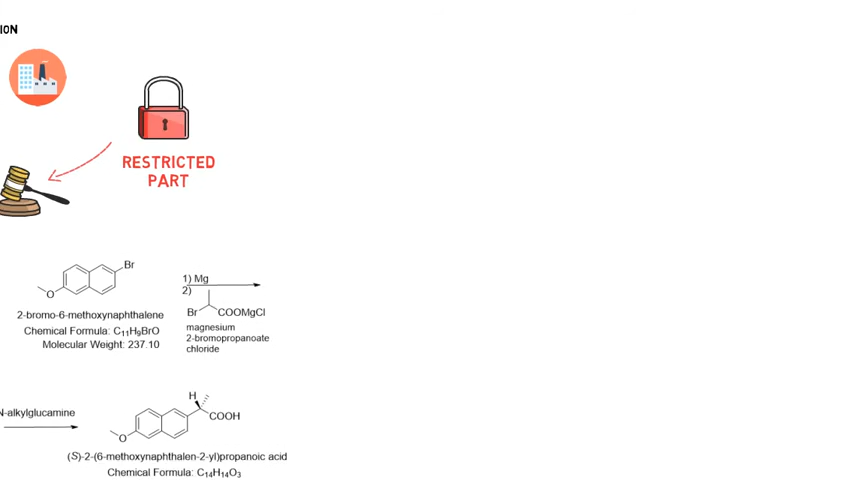 ION
RESTRICTED
PART
Br
O
2-bromo-6-methoxynaphthalene
Chemical Formula: C₁₁H₉BrO
Molecular Weight: 237.10
1) Mg
2)
Br COOMgCl
magnesium
2-bromopropanoate
chloride
N-alkylglucamine
H
COOH
O
(S)-2-(6-methoxynaphthalen-2-yl)propanoic acid
Chemical Formula: C₁₄H₁₄O₃